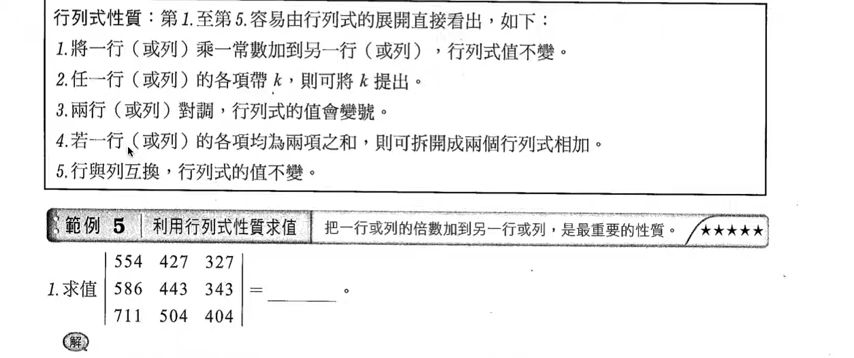 行列式性質：第1.至第5.容易由行列式的展開直接看出，如下：
1.將一行（或列）乘一常數加到另一行（或列），行列式值不變。
2.任一行（或列）的各項帶 k，則可將 k 提出。
3.兩行（或列）對調，行列式的值會變號。
4.若一行（或列）的各項均為兩項之和，則可拆開成兩個行列式相加。
5.行與列互換，行列式的值不變。
範例 5 利用行列式性質求值 把一行或列的倍數加到另一行或列，是最重要的性質。 ★★★★★
554 427 327
1.求值 586 443 343 = ______ 。
711 504 404
解